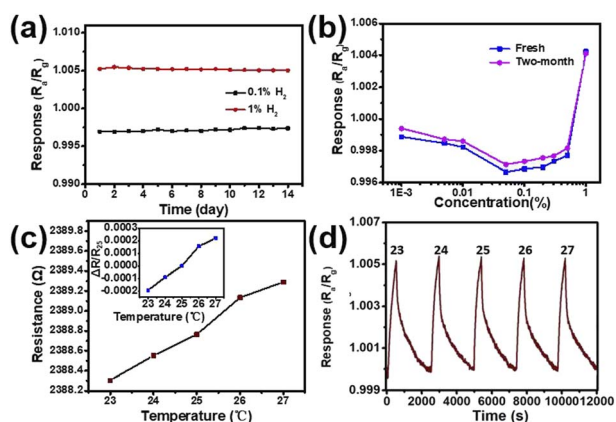 (a)
1.010
1.005
1.000
0.995
0.990
Response (Ra/Rg)
0.1% H2
1% H2
0 2 4 6 8 10 12 14
Time (day)
(b)
1.006
1.004
1.002
1.000
0.998
0.996
Response (Ra/Rg)
Fresh
Two-month
1E-3 0.01 0.1 1
Concentration(%)
(c)
2389.8
2389.6
2389.4
2389.2
2389.0
2388.8
2388.6
2388.4
2388.2
Resistance (Ω)
23 24 25 26 27
Temperature (℃)
0.0003
0.0002
0.0001
-0.0000
-0.0001
-0.0002
ΔR/R25
23 24 25 26 27
Temperature (℃)
(d)
1.007
1.005
1.003
1.001
0.999
Response (Ra/Rg)
23 24 25 26 27
0 2000 4000 6000 8000 10000 12000
Time (s)